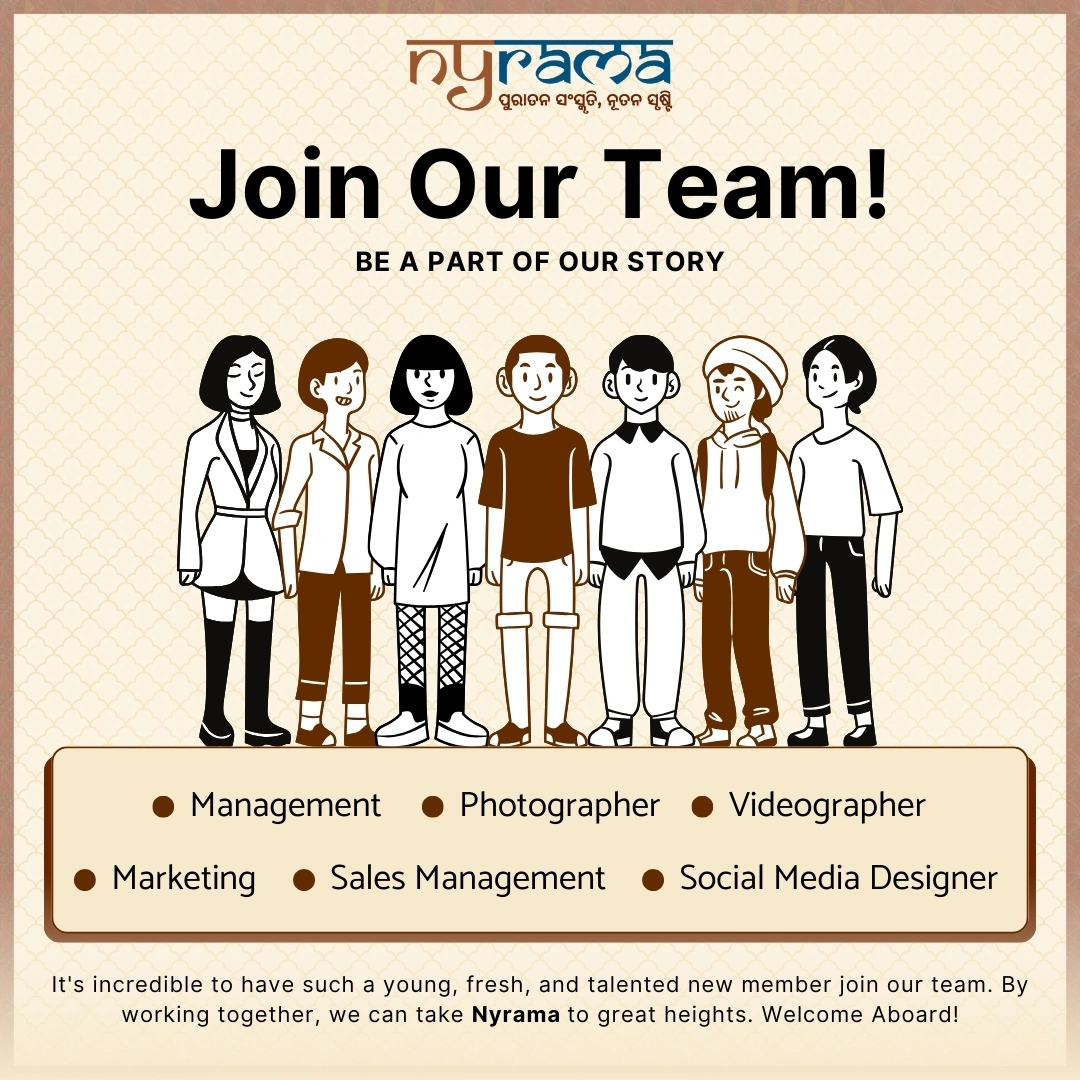 nyrama
ପୁରାତନ ସଂସ୍କୃତି, ନୂତନ ସୃଷ୍ଟି
Join Our Team!
BE A PART OF OUR STORY
Management Photographer Videographer
Marketing Sales Management Social Media Designer
It's incredible to have such a young, fresh, and talented new member join our team. By
working together, we can take Nyrama to great heights. Welcome Aboard!